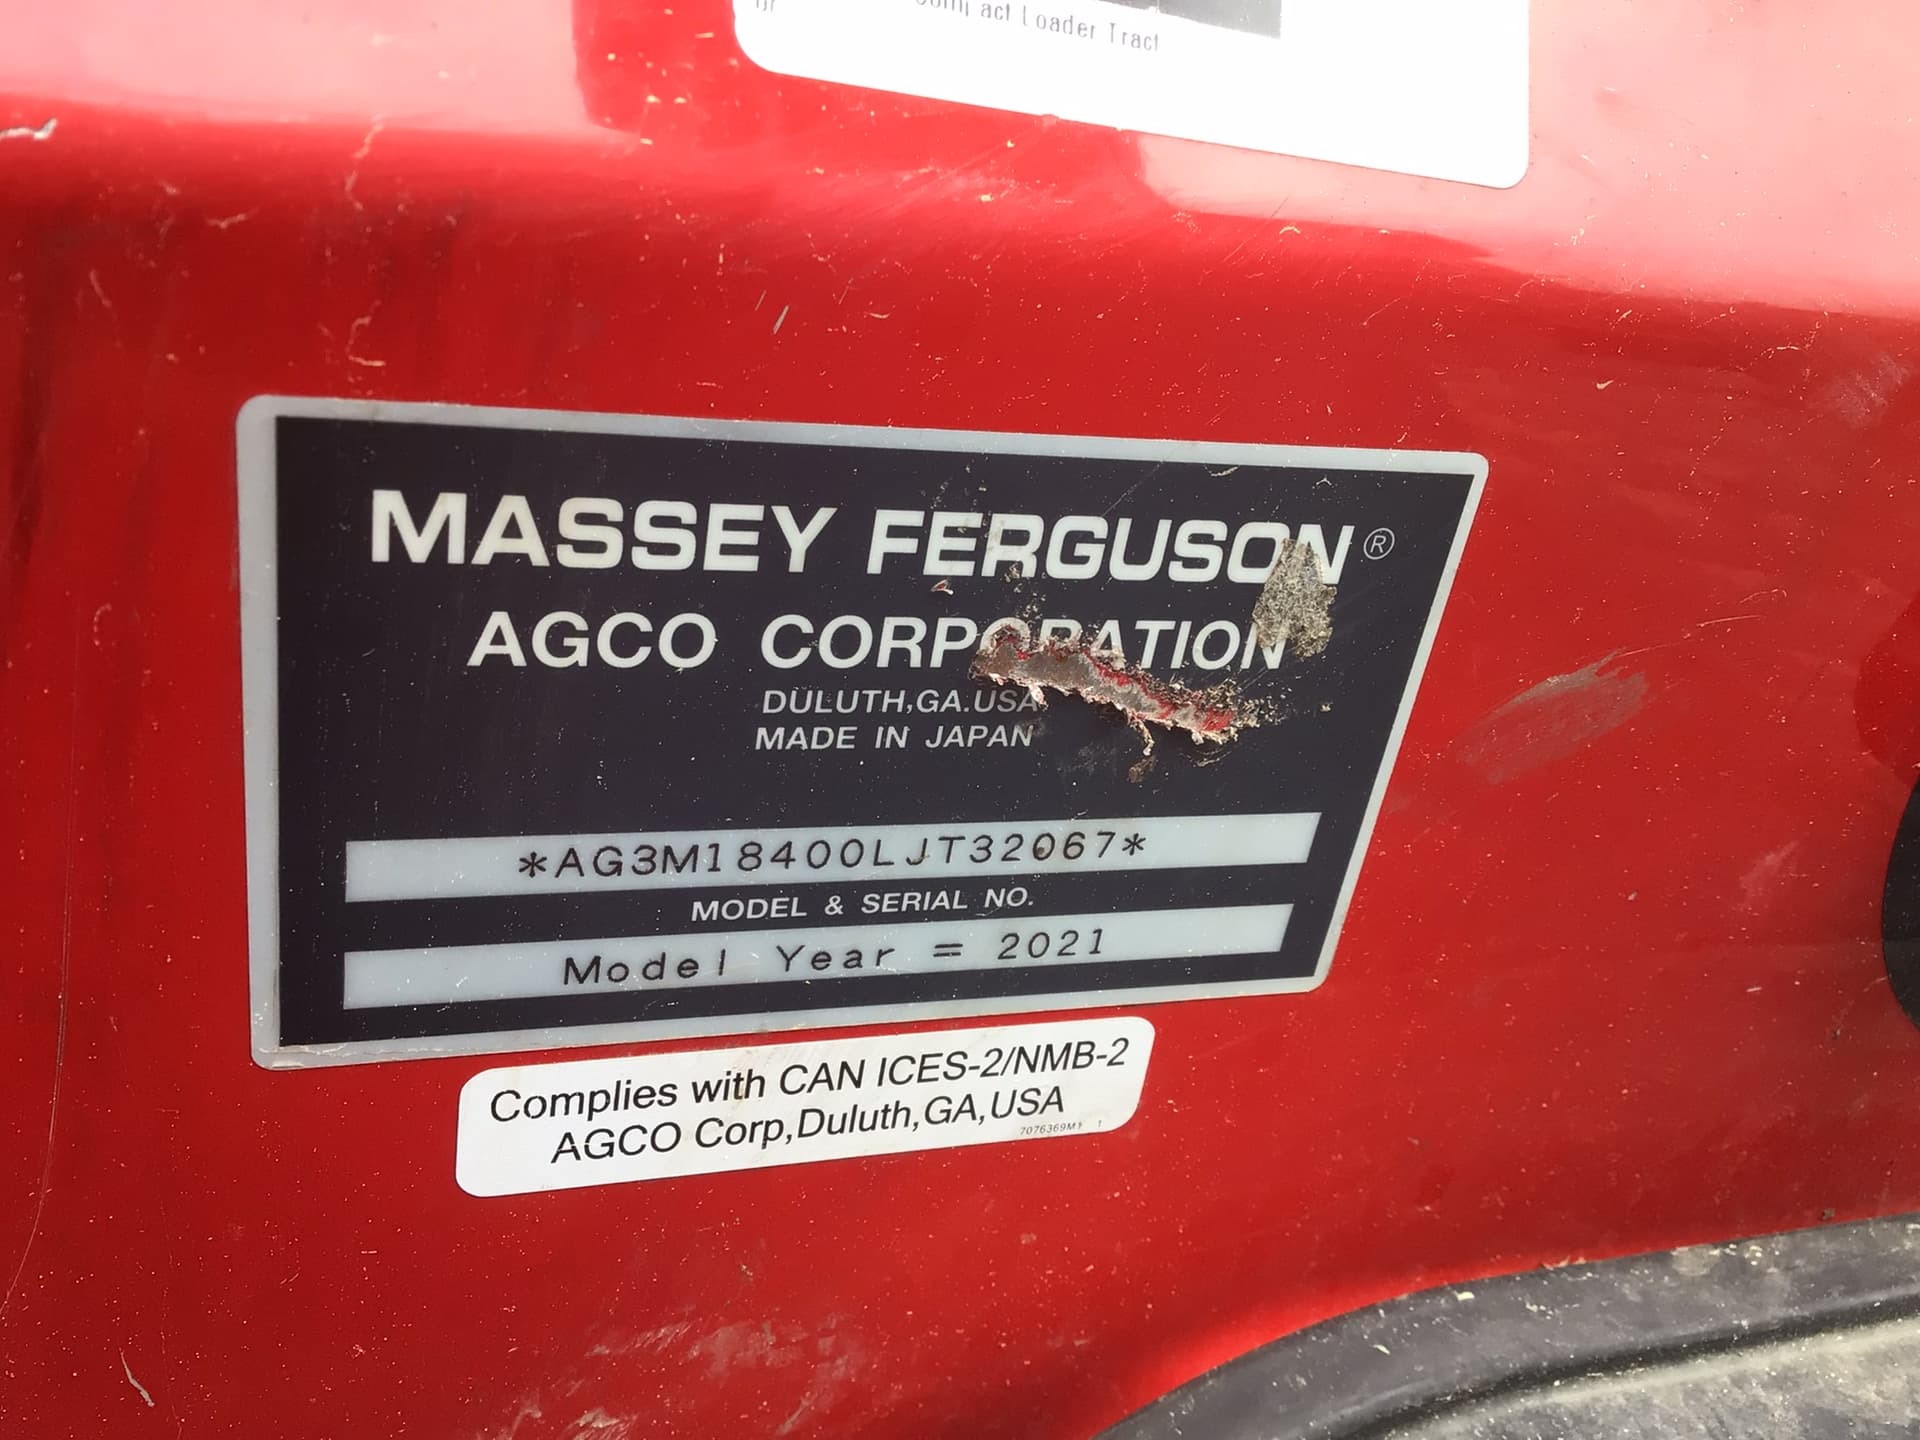 Loader Tract
MASSEY FERGUSON®
AGCO CORPORATION
DULUTH,GA.USA
MADE IN JAPAN
*AG3M18400LJT32067*
MODEL & SERIAL NO.
Model Year = 2021
Complies with CAN ICES-2/NMB-2
AGCO Corp,Duluth,GA,USA